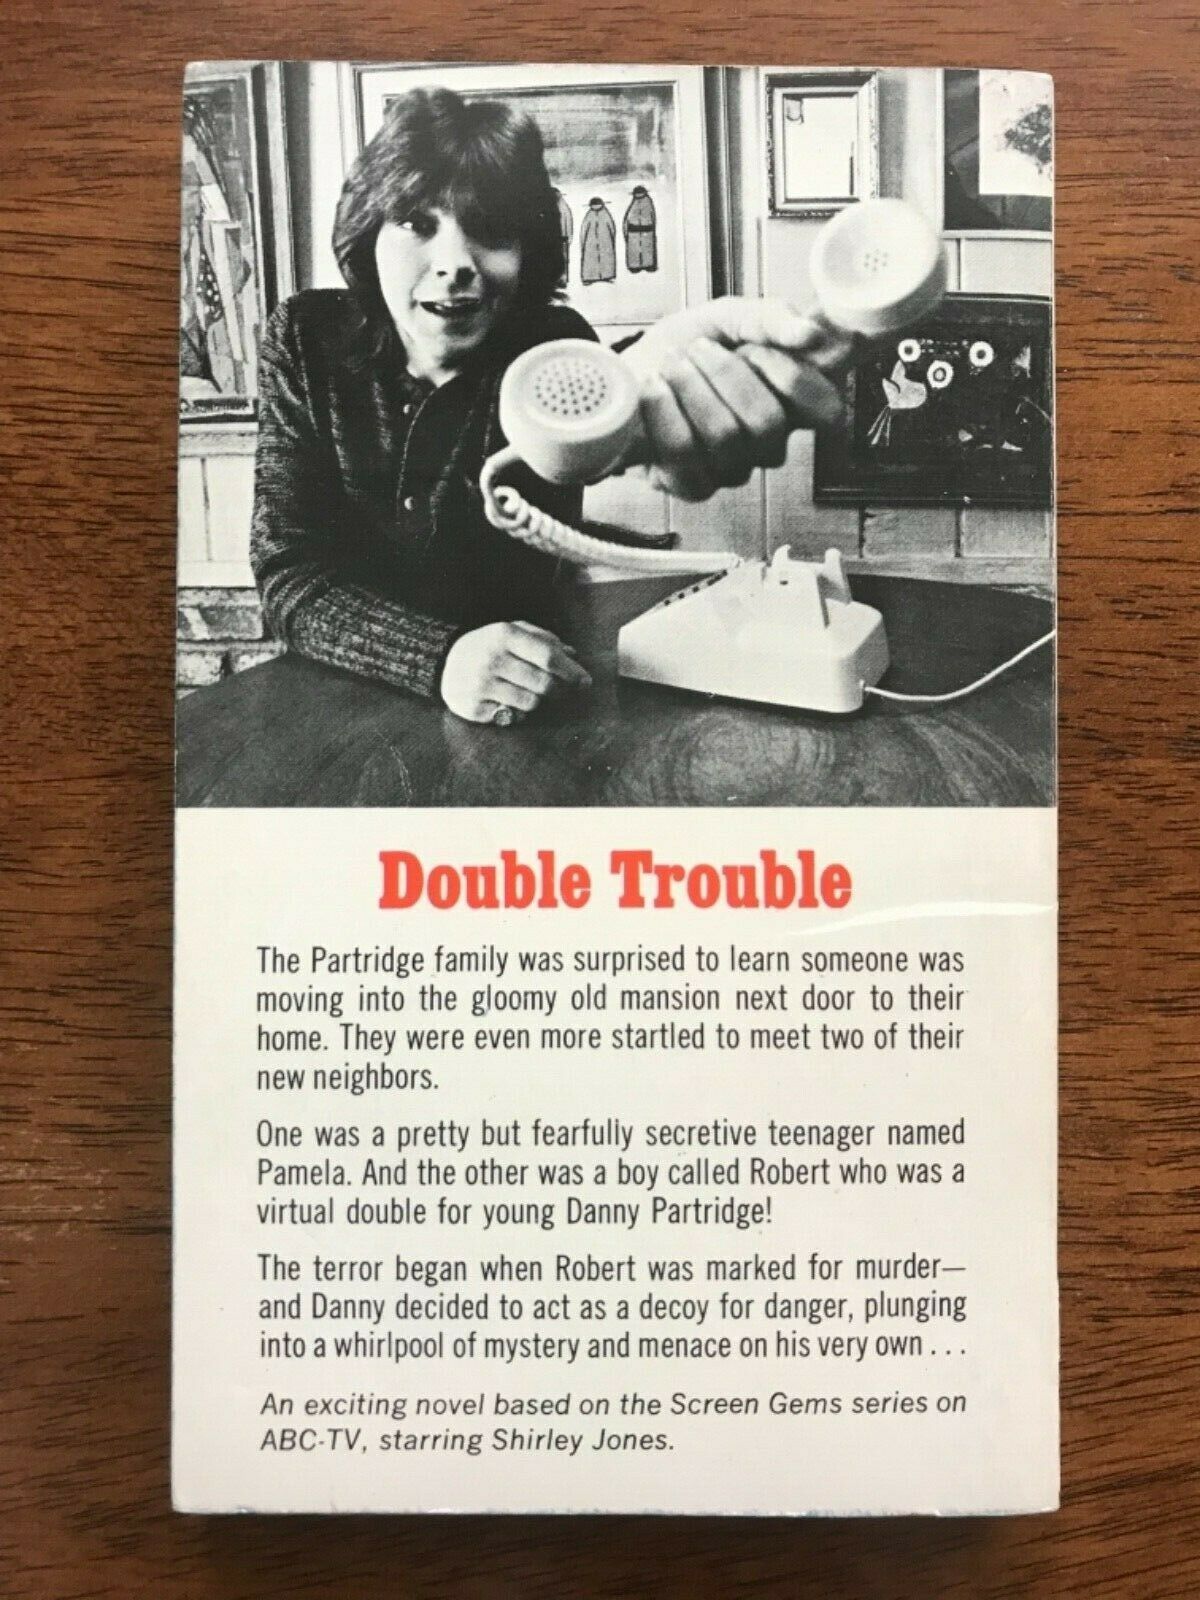 Double Trouble
The Partridge family was surprised to learn someone was
moving into the gloomy old mansion next door to their
home. They were even more startled to meet two of their
new neighbors.
One was a pretty but fearfully secretive teenager named
Pamela. And the other was a boy called Robert who was a
virtual double for young Danny Partridge!
The terror began when Robert was marked for murder—
and Danny decided to act as a decoy for danger, plunging
into a whirlpool of mystery and menace on his very own . . .
An exciting novel based on the Screen Gems series on
ABC-TV, starring Shirley Jones.